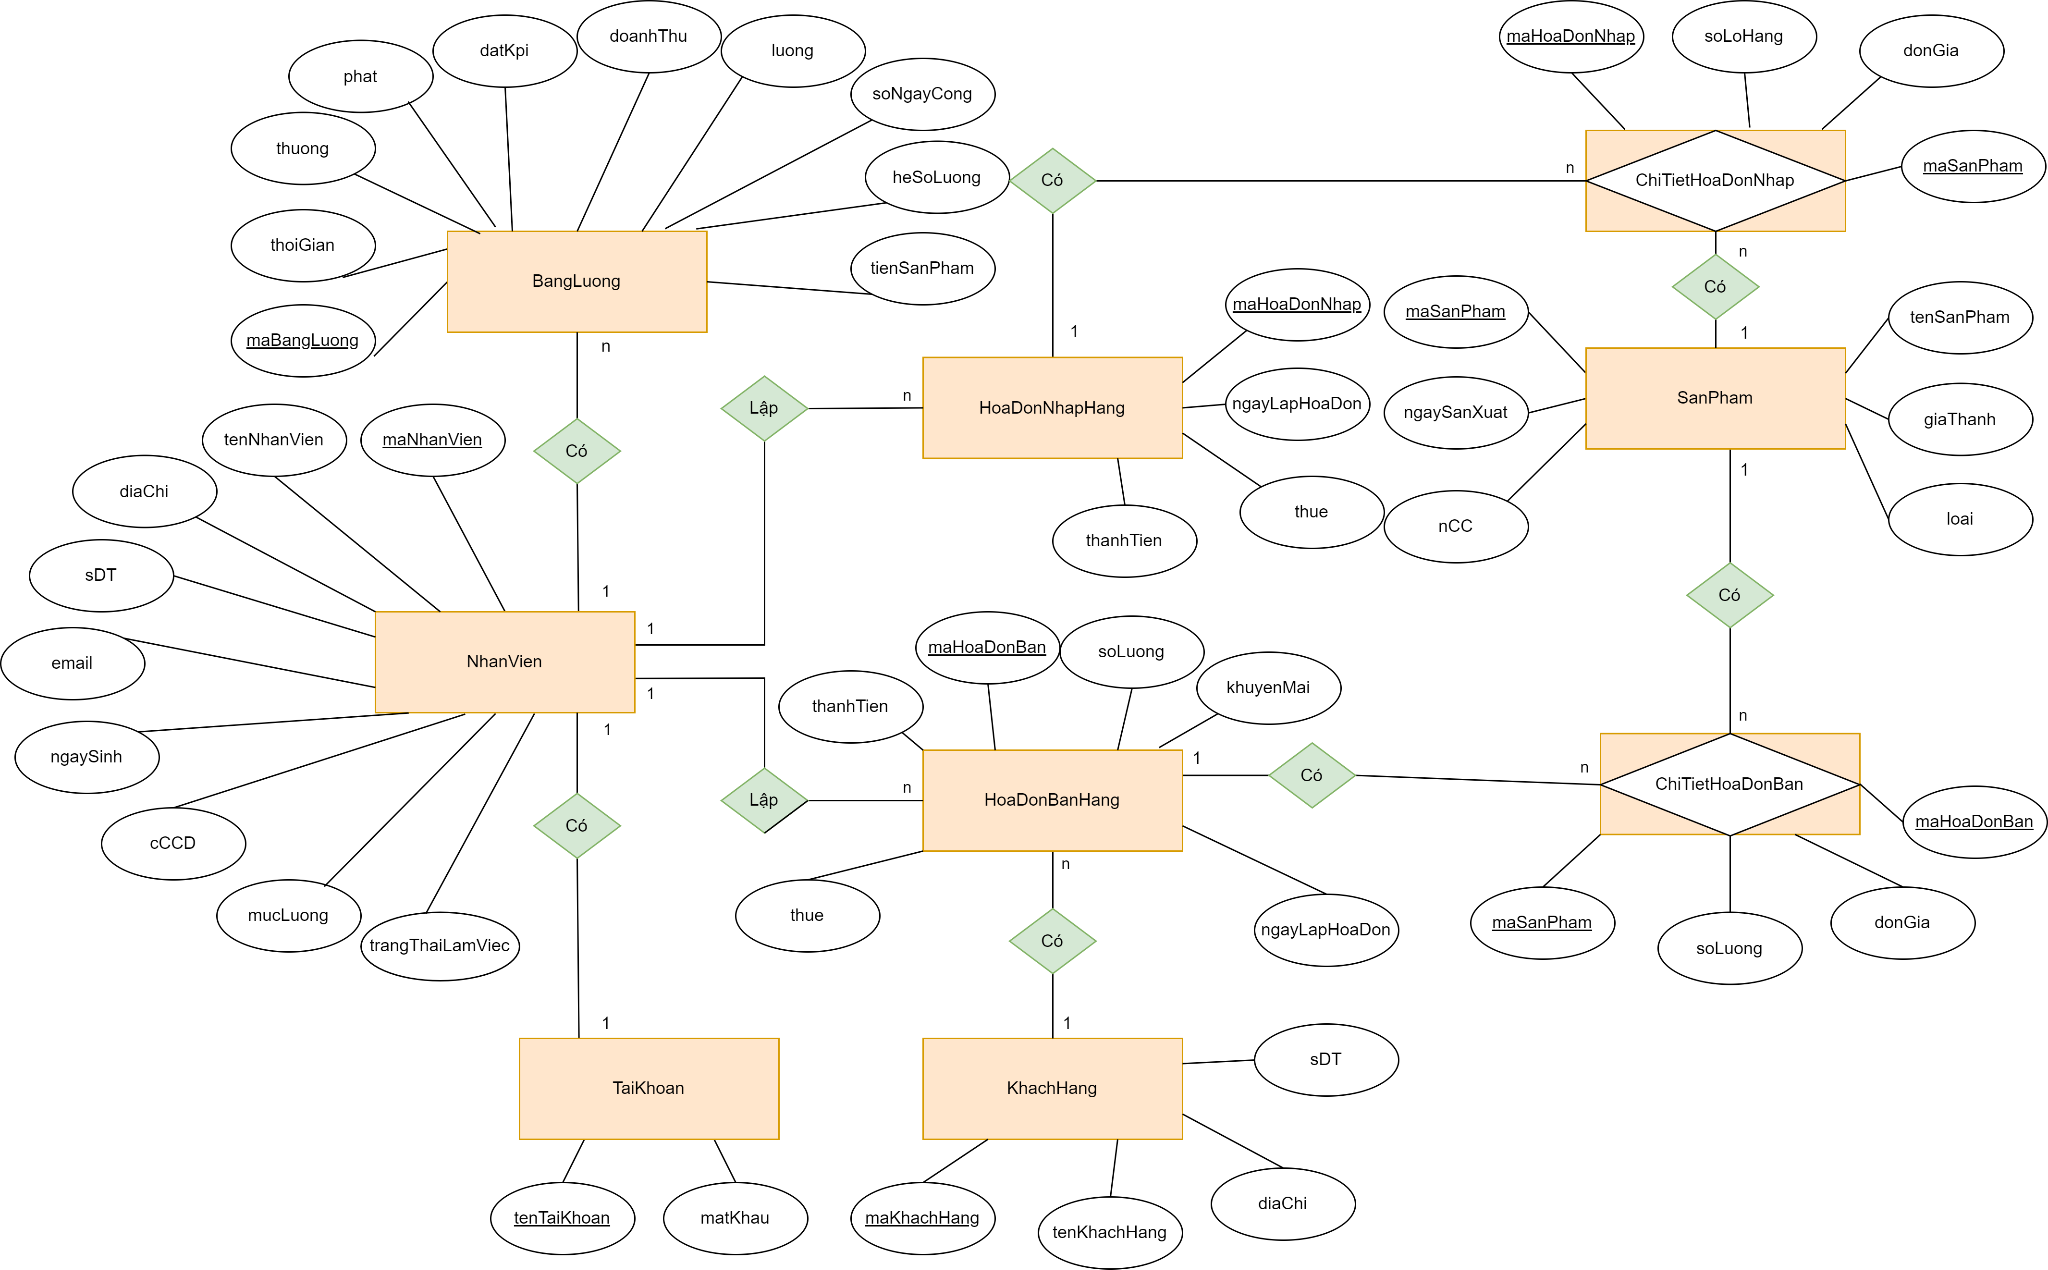 maHoaDonNhap
soLoHang
donGia
doanhThu
luong
datKpi
phat
soNgayCong
thuong
heSoLuong
Có
n
ChiTietHoaDonNhap
maSanPham
thoiGian
BangLuong
tienSanPham
n
Có
maBangLuong
n
1
maHoaDonNhap
maSanPham
1
tenSanPham
Lập
n
HoaDonNhapHang
ngayLapHoaDon
ngaySanXuat
SanPham
giaThanh
tenNhanVien
maNhanVien
Có
1
diaChi
thanhTien
thue
nCC
loai
sDT
1
Có
email
NhanVien
1
1
maHoaDonBan
soLuong
khuyenMai
thanhTien
n
ngaySinh
1
1
Có
n
ChiTietHoaDonBan
Lập
n
HoaDonBanHang
maHoaDonBan
cCCD
Có
n
mucLuong
trangThaiLamViec
thue
Có
ngayLapHoaDon
maSanPham
soLuong
donGia
1
1
TaiKhoan
KhachHang
sDT
tenTaiKhoan
matKhau
maKhachHang
tenKhachHang
diaChi